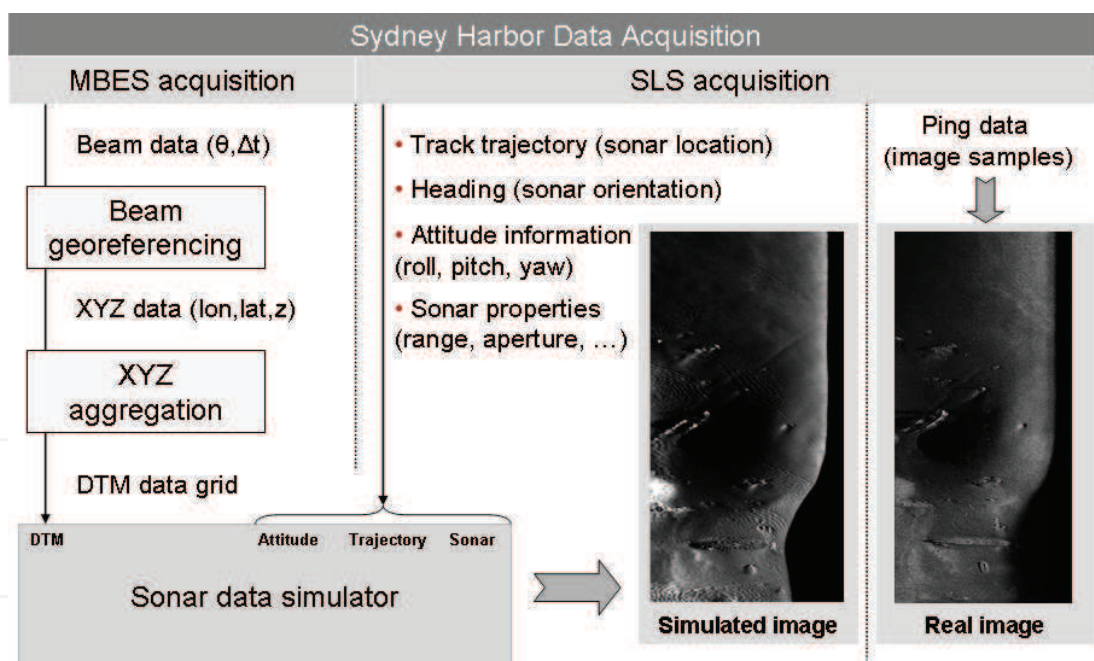 Sydney Harbor Data Acquisition
MBES acquisition
SLS acquisition
Beam data (θ,Δt)
Beam
georeferencing
XYZ data (lon,lat,z)
XYZ
aggregation
DTM data grid
• Track trajectory (sonar location)
• Heading (sonar orientation)
• Attitude information
(roll, pitch, yaw)
• Sonar properties
(range, aperture, …)
Ping data
(image samples)
DTM
Attitude
Trajectory
Sonar
Sonar data simulator
Simulated image
Real image